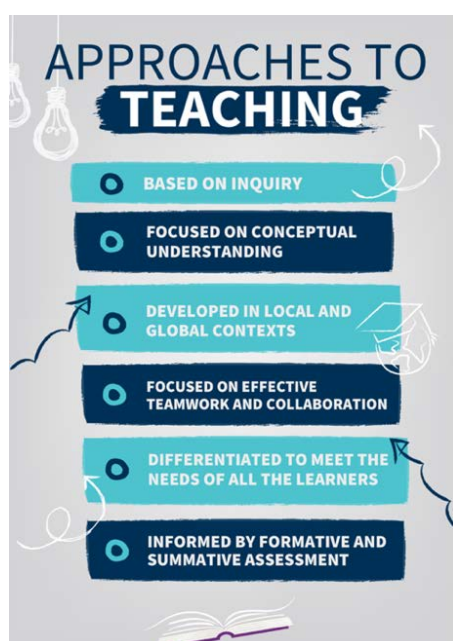 APPROACHES TO
TEACHING
BASED ON INQUIRY
FOCUSED ON CONCEPTUAL
UNDERSTANDING
DEVELOPED IN LOCAL AND
GLOBAL CONTEXTS
FOCUSED ON EFFECTIVE
TEAMWORK AND COLLABORATION
DIFFERENTIATED TO MEET THE
NEEDS OF ALL THE LEARNERS
INFORMED BY FORMATIVE AND
SUMMATIVE ASSESSMENT